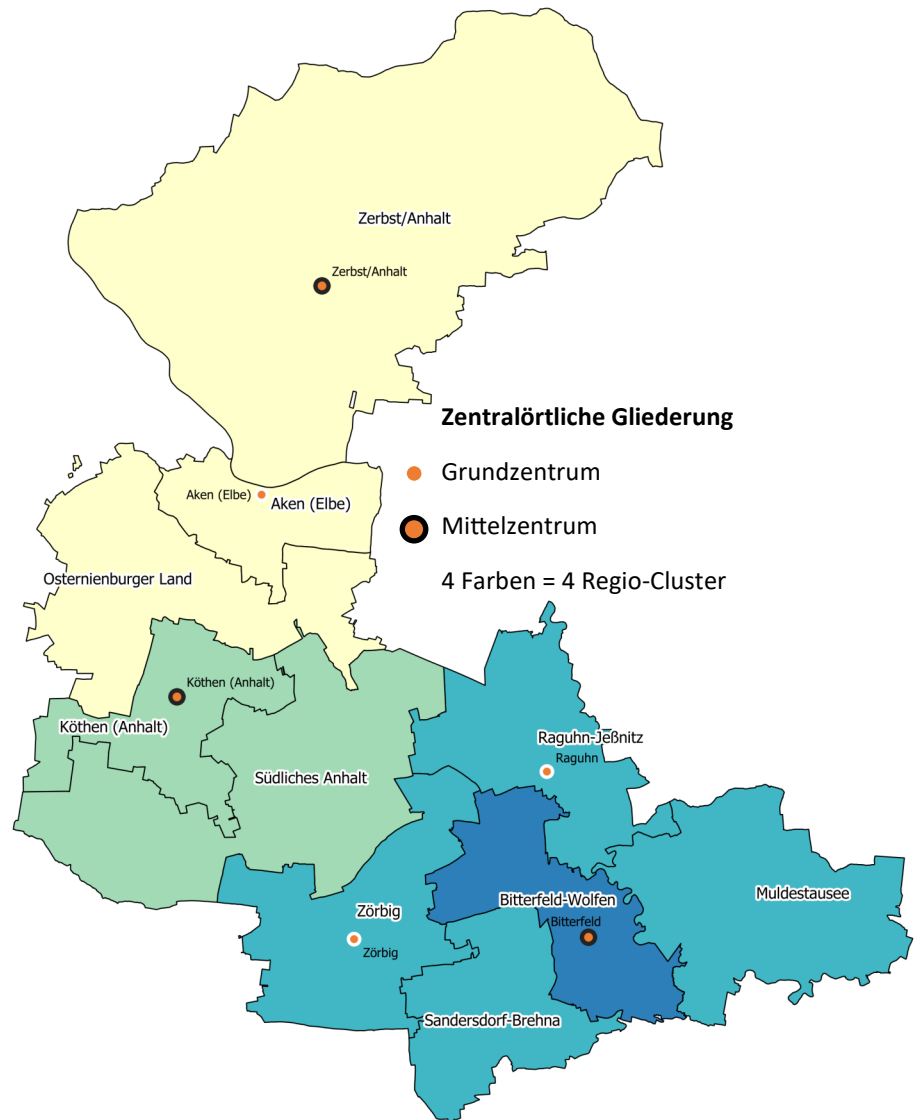 Zerbst/Anhalt
Zerbst/Anhalt
Zentralörtliche Gliederung
Grundzentrum
Mittelzentrum
4 Farben = 4 Regio-Cluster
Aken (Elbe)
Aken (Elbe)
Osternienburger Land
Köthen (Anhalt)
Köthen (Anhalt)
Südliches Anhalt
Raguhn-Jeßnitz
Raguhn
Muldestausee
Bitterfeld-Wolfen
Bitterfeld
Zörbig
Zörbig
Sandersdorf-Brehna